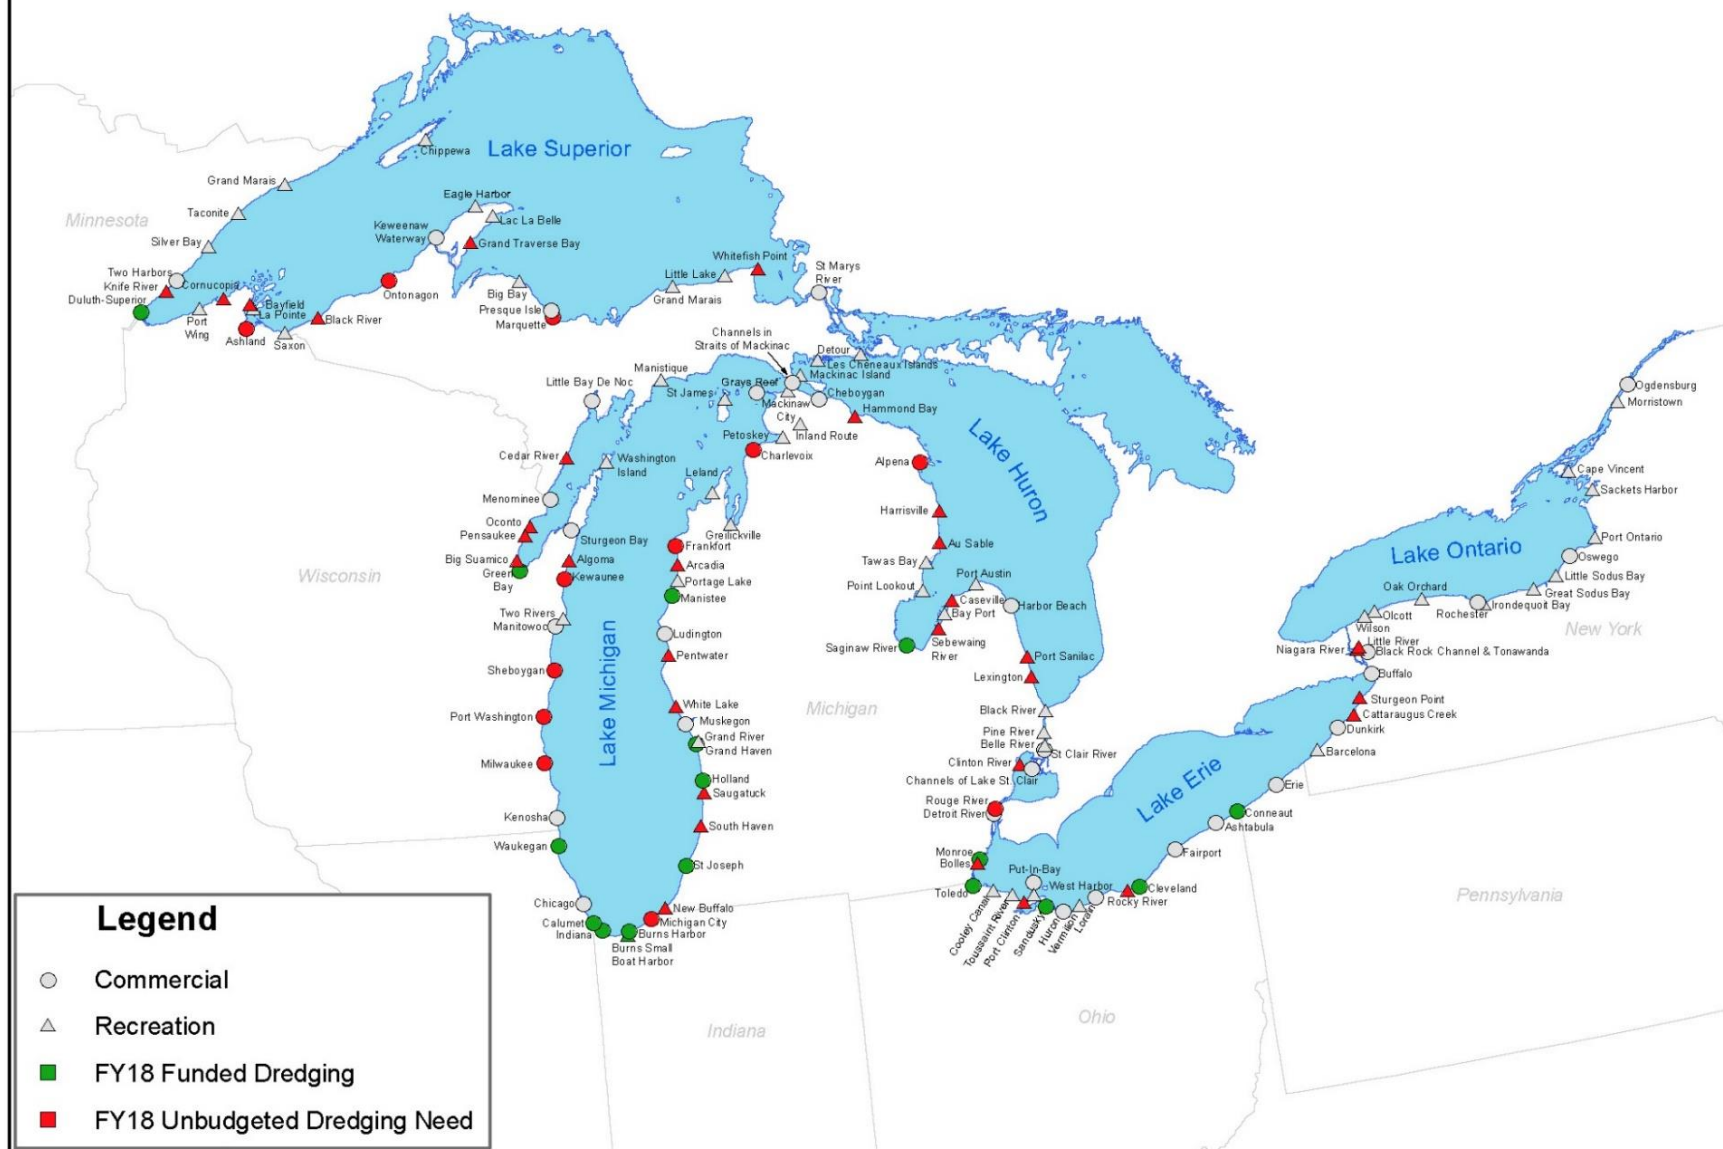 Lake Superior
Chippewa
Grand Marais
Minnesota
Taconite
Eagle Harbor
Lac La Belle
Keweenaw
Waterway
Grand Traverse Bay
Silver Bay
Two Harbors
Knife River
Cornucopia
Duluth-Superior
Bayfield
La Pointe
Port
Wing
Ashland
Saxon
Black River
Ontonagon
Big Bay
Presque Isle
Marquette
Whitefish Point
Little Lake
Grand Marais
St Marys
River
Channels in
Straits of Mackinac
Detour
Les Cheneaux Islands
Mackinac Island
Manistique
Little Bay De Noc
St James
Grays Reef
Mackinaw
City
Cheboygan
Hammond Bay
Petoskey
Inland Route
Charlevoix
Cedar River
Washington
Island
Leland
Menominee
Greilickville
Oconto
Pensaukee
Sturgeon Bay
Big Suamico
Green
Bay
Algoma
Kewaunee
Frankfort
Arcadia
Portage Lake
Manistee
Wisconsin
Two Rivers
Manitowoc
Ludington
Pentwater
Sheboygan
Lake Michigan
Port Washington
White Lake
Muskegon
Grand River
Grand Haven
Milwaukee
Holland
Saugatuck
Kenosha
South Haven
Waukegan
St Joseph
Chicago
New Buffalo
Calumet
Indiana
Michigan City
Burns Harbor
Burns Small
Boat Harbor
Lake Huron
Alpena
Harrisville
Au Sable
Tawas Bay
Point Lookout
Port Austin
Caseville
Bay Port
Harbor Beach
Sebewaing
River
Saginaw River
Port Sanilac
Lexington
Michigan
Black River
Pine River
Belle River
St Clair River
Clinton River
Channels of Lake St. Clair
Rouge River
Detroit River
Monroe
Bolles
Toledo
Put-In-Bay
West Harbor
Cooley Canal
Toussaint River
Port Clinton
Sandusky
Huron
Vermilion
Lorain
Rocky River
Cleveland
Fairport
Ashtabula
Conneaut
Erie
Lake Erie
Barcelona
Dunkirk
Cattaraugus Creek
Sturgeon Point
Buffalo
Black Rock Channel & Tonawanda
Little River
Niagara River
Wilson
Olcott
Oak Orchard
Rochester
Irondequoit Bay
Great Sodus Bay
Little Sodus Bay
Oswego
Port Ontario
Lake Ontario
Sackets Harbor
Cape Vincent
Morristown
Ogdensburg
New York
Pennsylvania
Ohio
Indiana
Legend
Commercial
Recreation
FY18 Funded Dredging
FY18 Unbudgeted Dredging Need